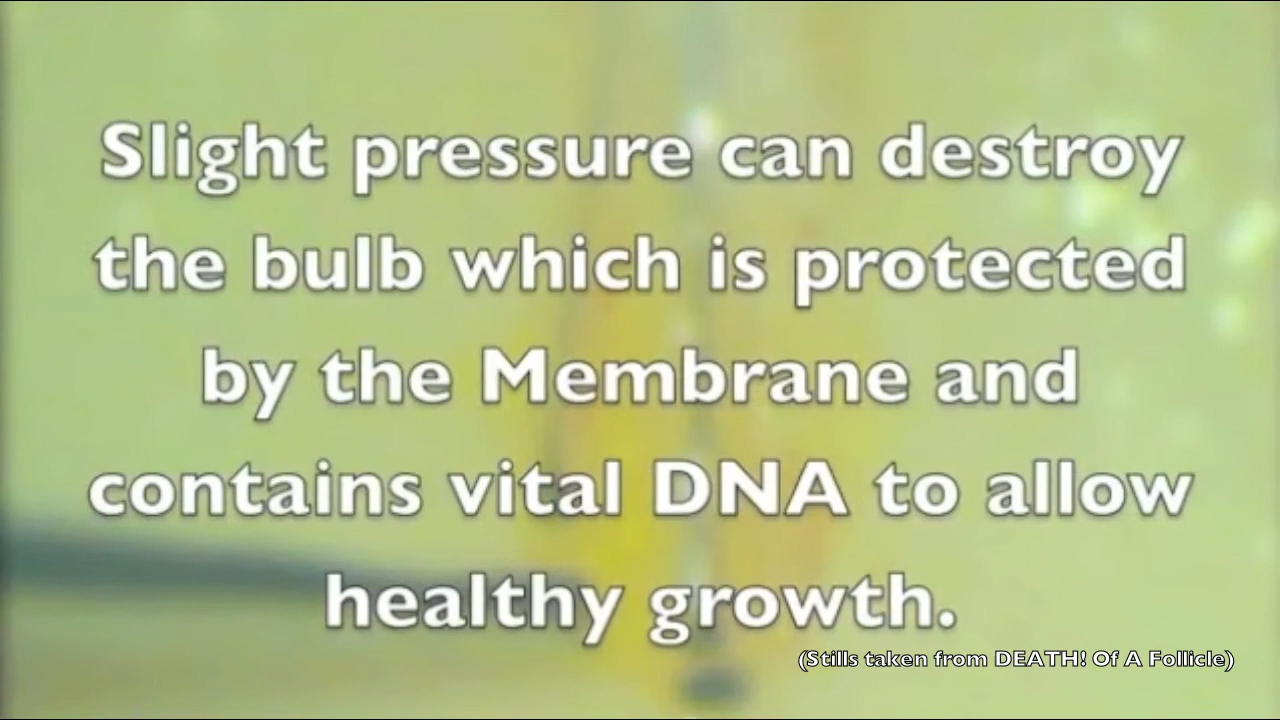 Slight pressure can destroy
the bulb which is protected
by the Membrane and
contains vital DNA to allow
healthy growth.
(Stills taken from DEATH! Of A Follicle)